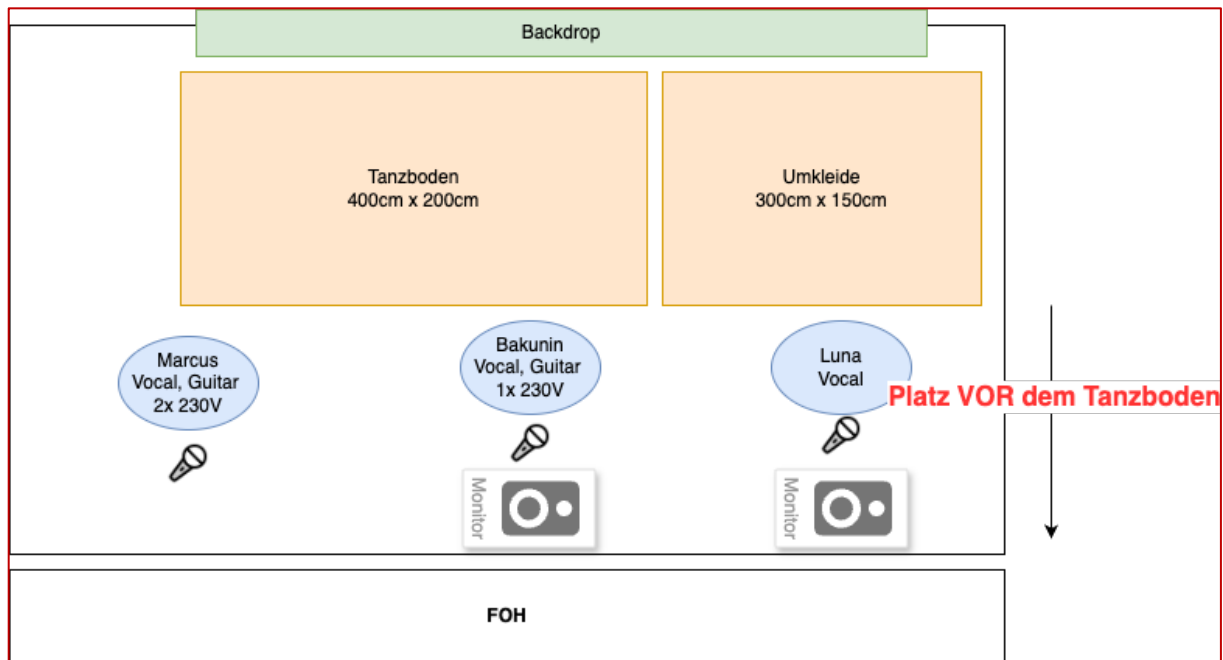 Backdrop
Tanzboden
400cm x 200cm
Umkleide
300cm x 150cm
Marcus
Vocal, Guitar
2x 230V
Bakunin
Vocal, Guitar
1x 230V
Luna
Vocal
Platz VOR dem Tanzboden
Monitor
Monitor
FOH